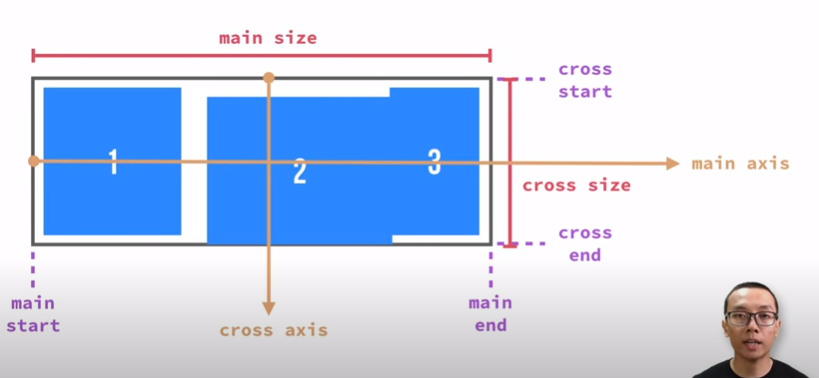 main size
cross
start
1
2
3
main axis
cross size
cross
end
main
start
cross axis
main
end